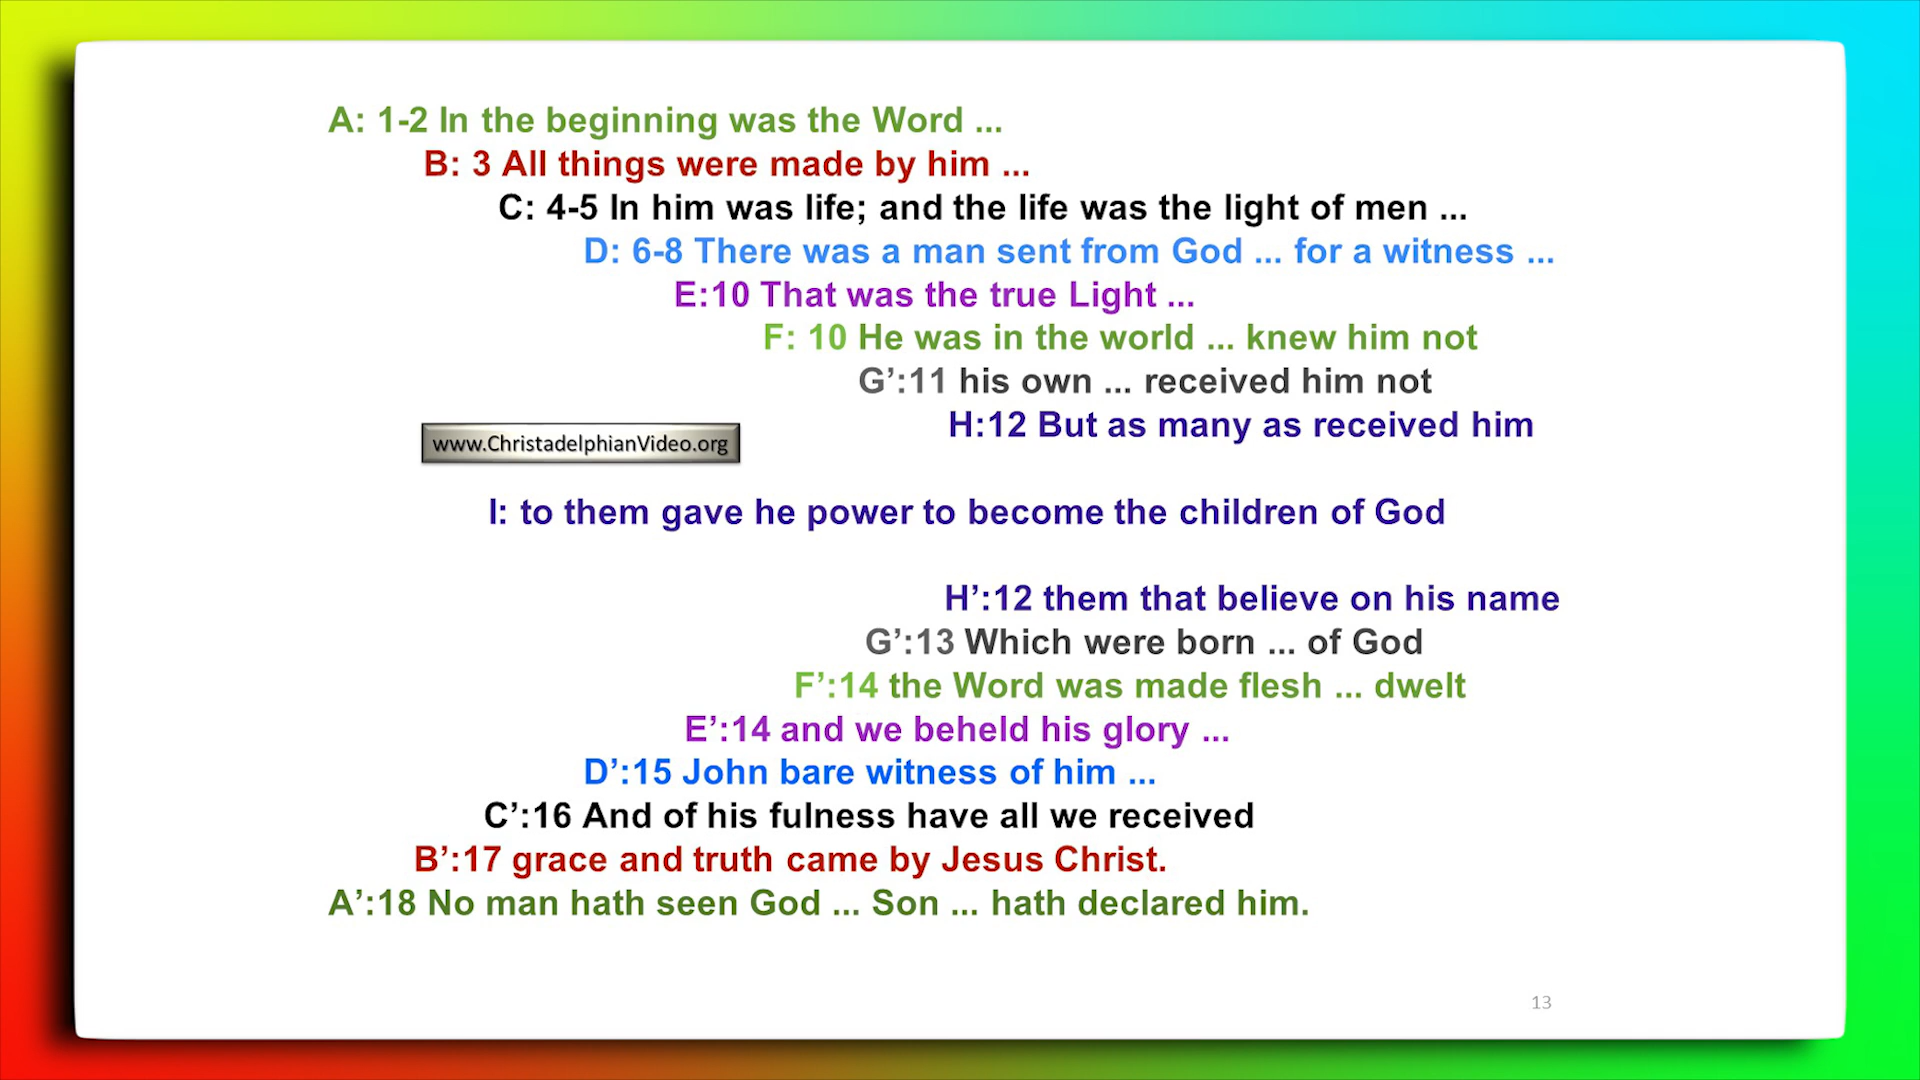 A: 1-2 In the beginning was the Word ...
B: 3 All things were made by him ...
C: 4-5 In him was life; and the life was the light of men ...
D: 6-8 There was a man sent from God ... for a witness ...
E:10 That was the true Light ...
F: 10 He was in the world ... knew him not
G’:11 his own ... received him not
H:12 But as many as received him
www.ChristadelphianVideo.org
I: to them gave he power to become the children of God
H’:12 them that believe on his name
G’:13 Which were born ... of God
F’:14 the Word was made flesh ... dwelt
E’:14 and we beheld his glory ...
D’:15 John bare witness of him ...
C’:16 And of his fulness have all we received
B’:17 grace and truth came by Jesus Christ.
A’:18 No man hath seen God ... Son ... hath declared him.
13